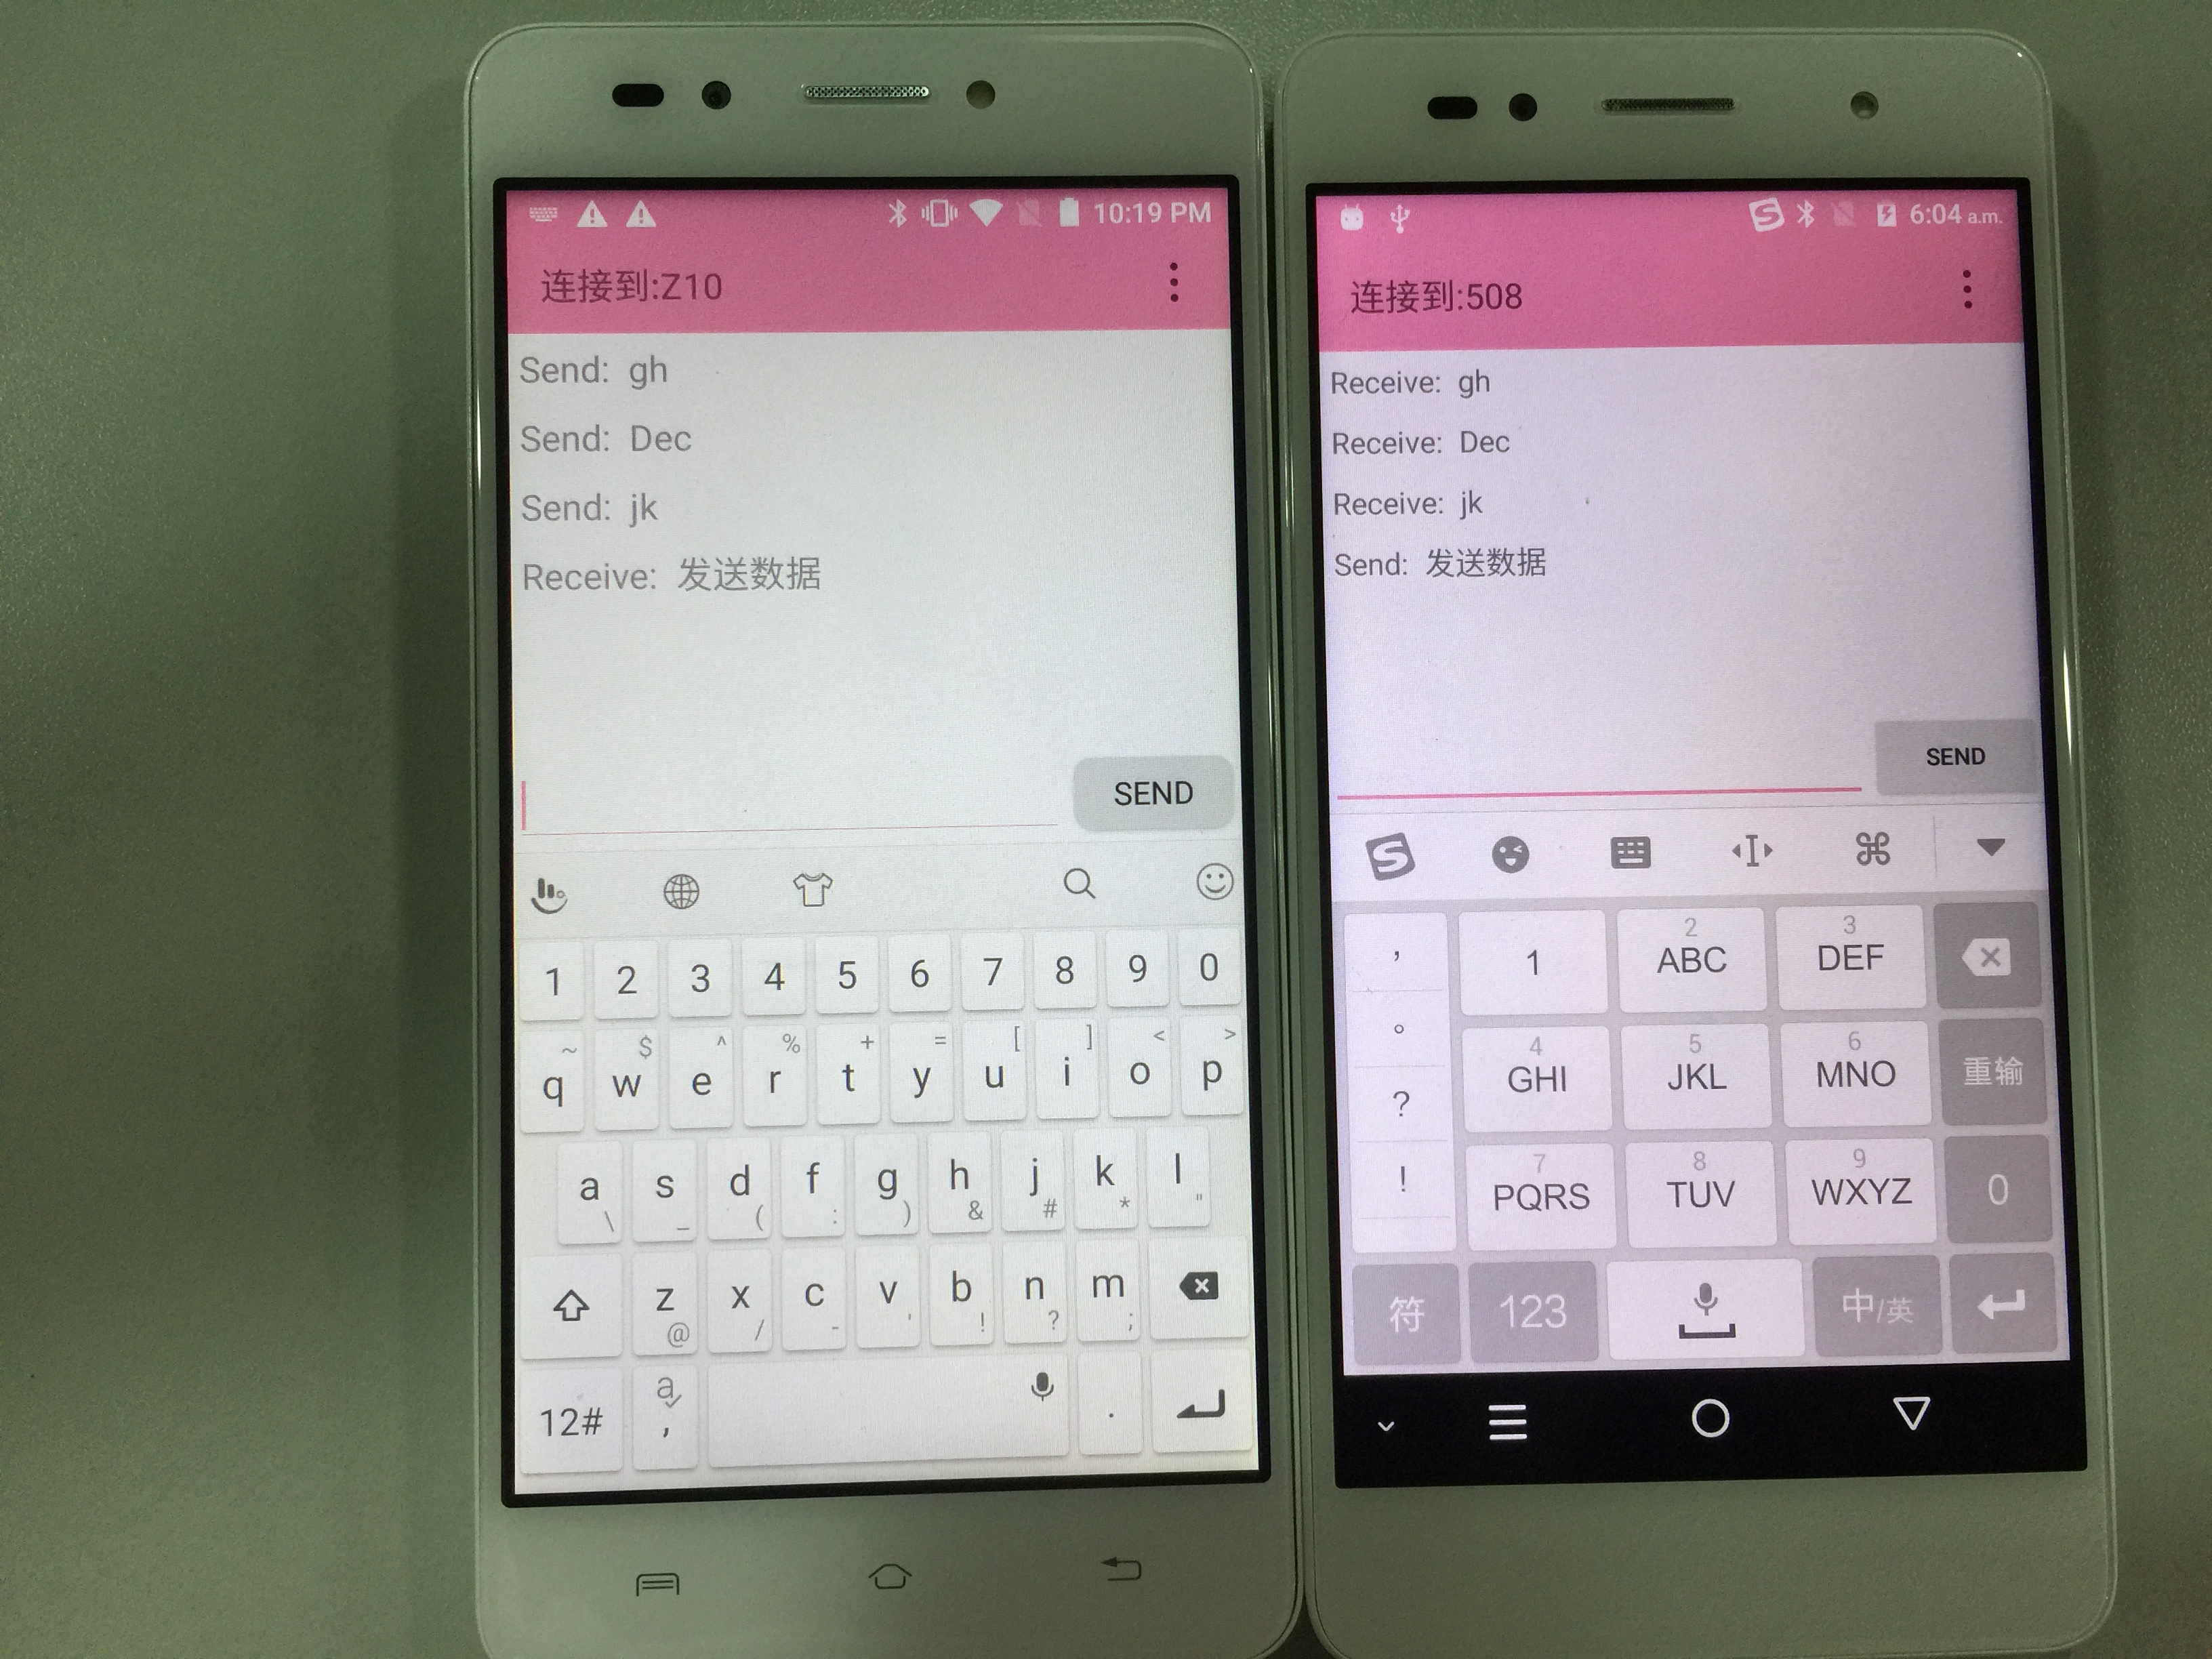 10:19 PM
连接到:Z10
Send: gh
Send: Dec
Send: jk
Receive: 发送数据
SEND
1 2 3 4 5 6 7 8 9 0
~ $ ^ % + = [ ] < >
q w e r t y u i o p
a s d f g h j k l
\ _ ( : ) & # * "
z x c v b n m
@ / - ' ! ? ;
12# , .
6:04 a.m.
连接到:508
Receive: gh
Receive: Dec
Receive: jk
Send: 发送数据
SEND
, 1 2 ABC 3 DEF
。 4 GHI 5 JKL 6 MNO 重输
? 7 PQRS 8 TUV 9 WXYZ 0
!
符 123 中/英